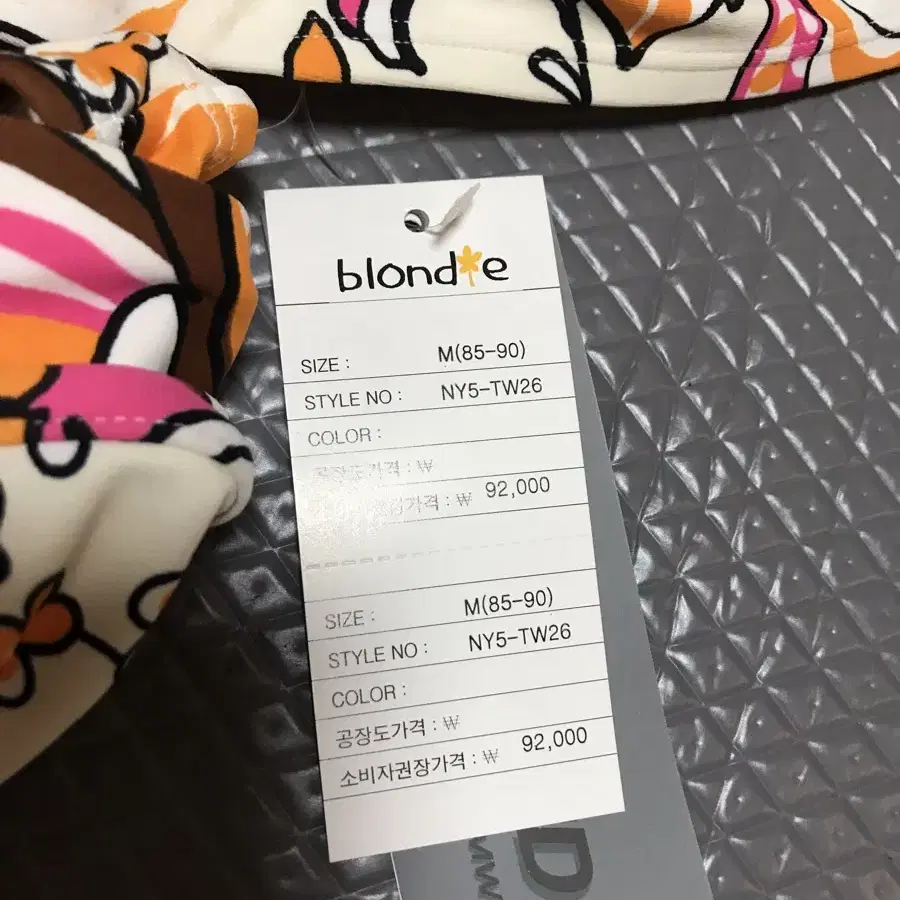 blondie
SIZE : M(85-90)
STYLE NO : NY5-TW26
COLOR :
공장도가격 : ₩
가격 : ₩ 92,000
SIZE : M(85-90)
STYLE NO : NY5-TW26
COLOR :
공장도가격 : ₩
소비자권장가격 : ₩ 92,000